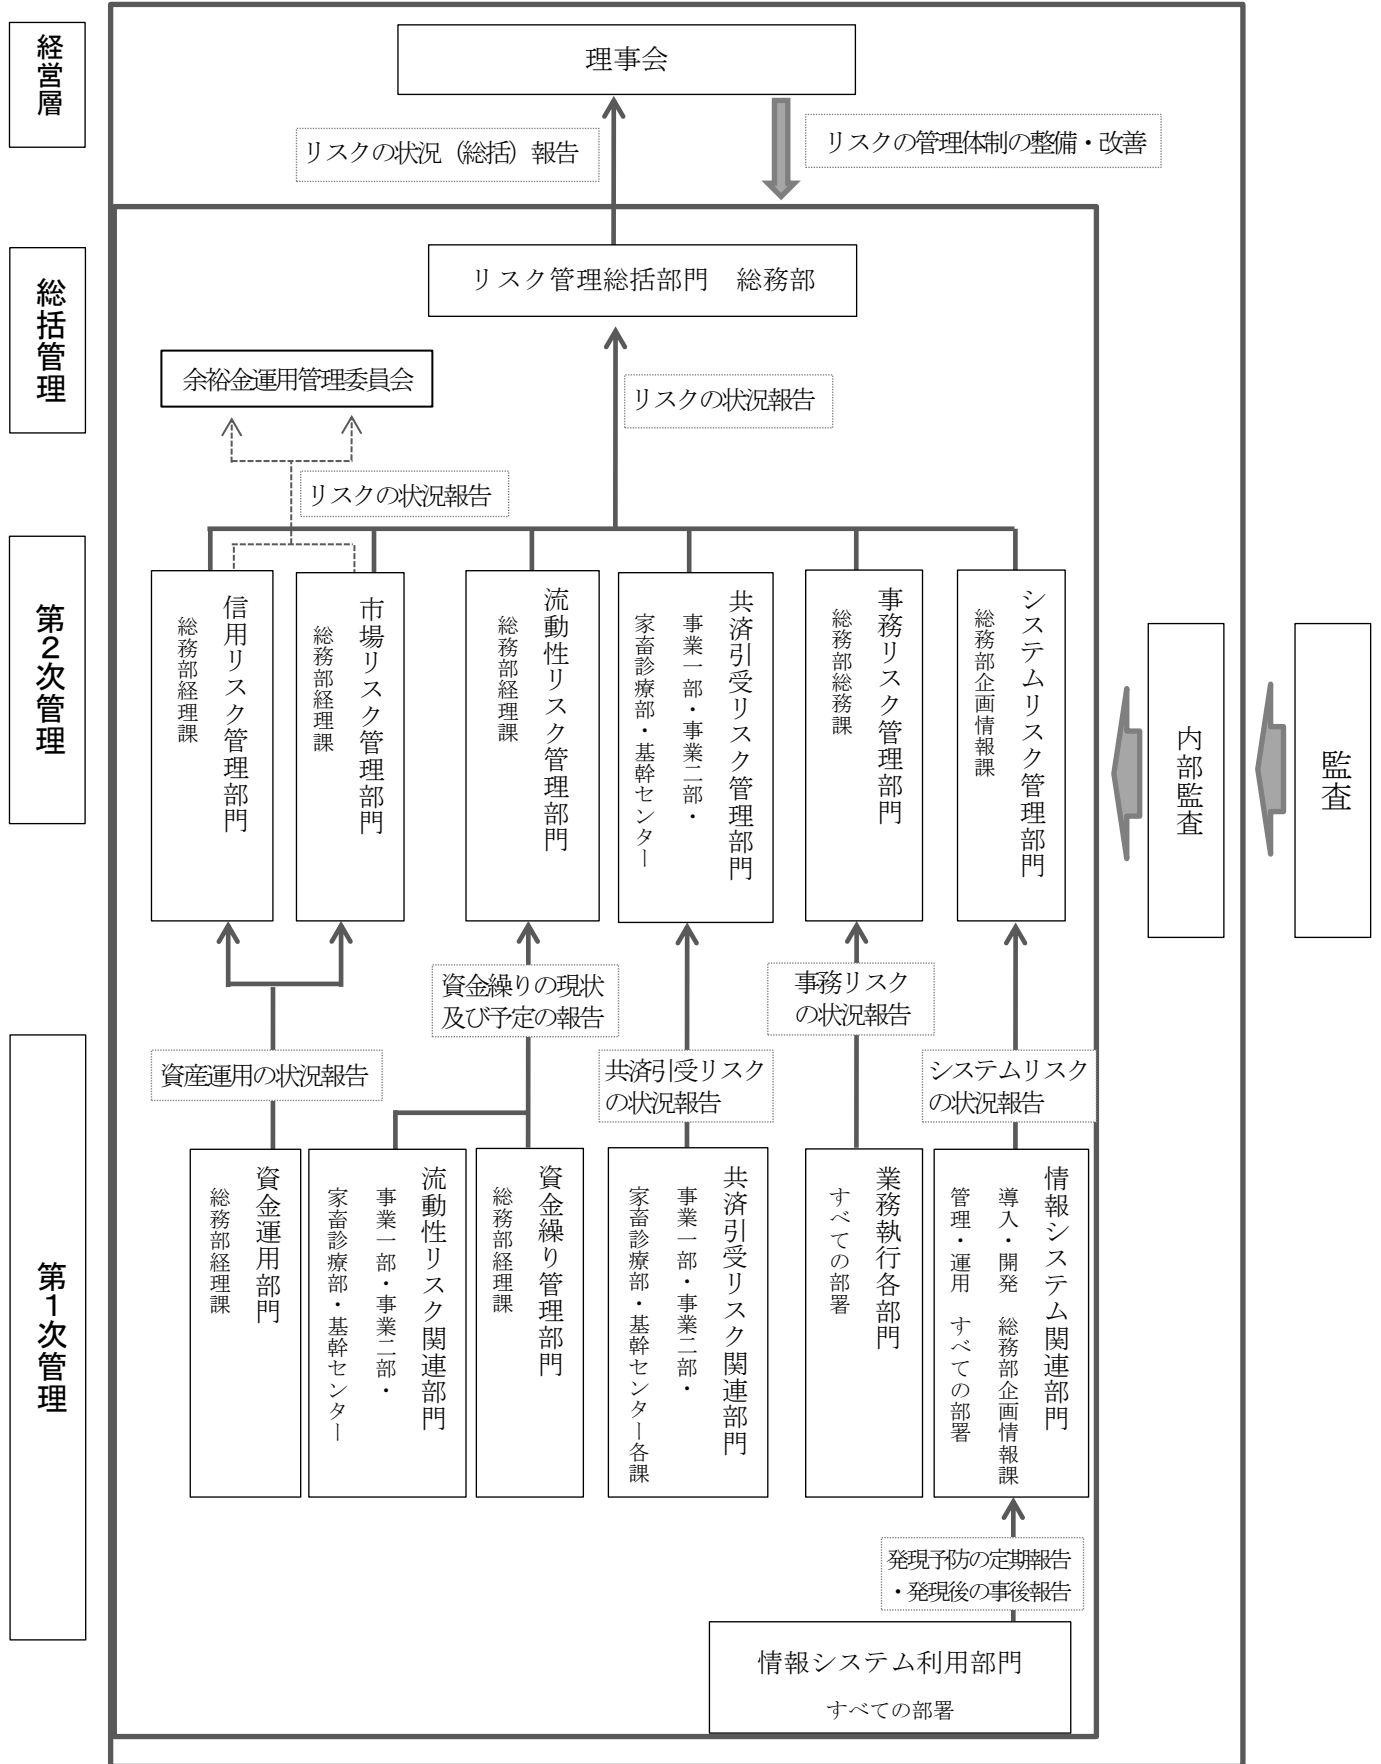 経営層
理事会
リスクの状況（総括）報告
リスクの管理体制の整備・改善
総括管理
リスク管理総括部門　総務部
余裕金運用管理委員会
リスクの状況報告
リスクの状況報告
第２次管理
信用リスク管理部門
総務部経理課
市場リスク管理部門
総務部経理課
流動性リスク管理部門
総務部経理課
共済引受リスク管理部門
事業一部・事業二部・
家畜診療部・基幹センター
事務リスク管理部門
総務部総務課
システムリスク管理部門
総務部企画情報課
内部監査
監査
資産運用の状況報告
資金繰りの現状
及び予定の報告
共済引受リスク
の状況報告
事務リスク
の状況報告
システムリスク
の状況報告
第１次管理
資金運用部門
総務部経理課
流動性リスク関連部門
事業一部・事業二部・
家畜診療部・基幹センター
資金繰り管理部門
総務部経理課
共済引受リスク関連部門
事業一部・事業二部・
家畜診療部・基幹センター各課
業務執行各部門
すべての部署
情報システム関連部門
導入・開発　総務部企画情報課
管理・運用　すべての部署
発現予防の定期報告
・発現後の事後報告
情報システム利用部門
すべての部署